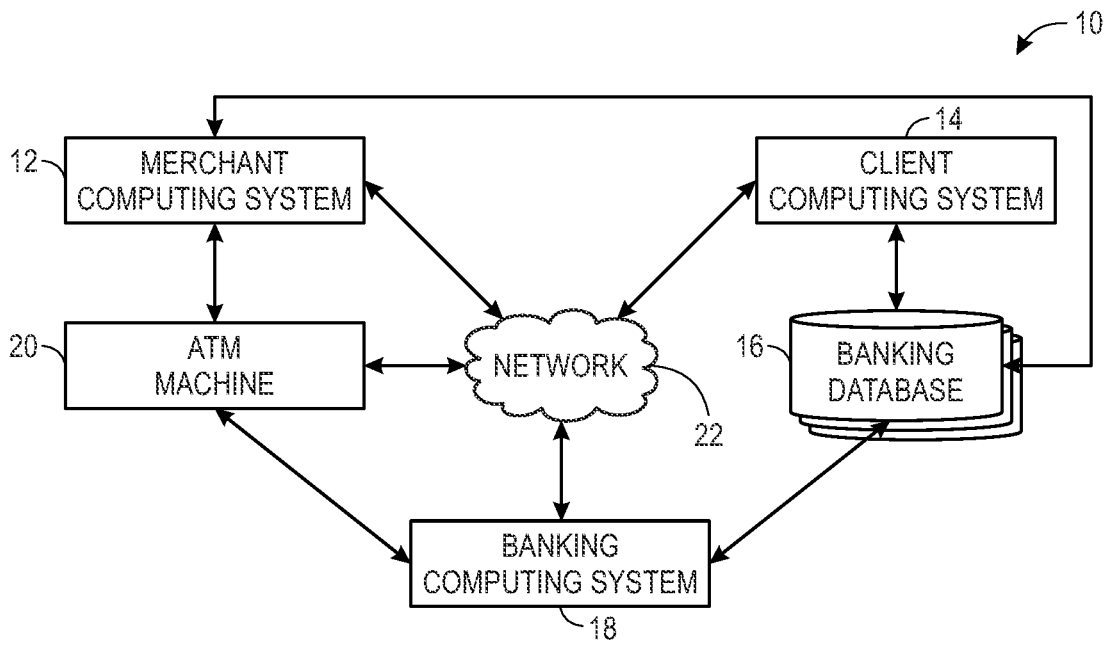 10
12
MERCHANT
COMPUTING SYSTEM
14
CLIENT
COMPUTING SYSTEM
20
ATM
MACHINE
NETWORK
22
16
BANKING
DATABASE
BANKING
COMPUTING SYSTEM
18